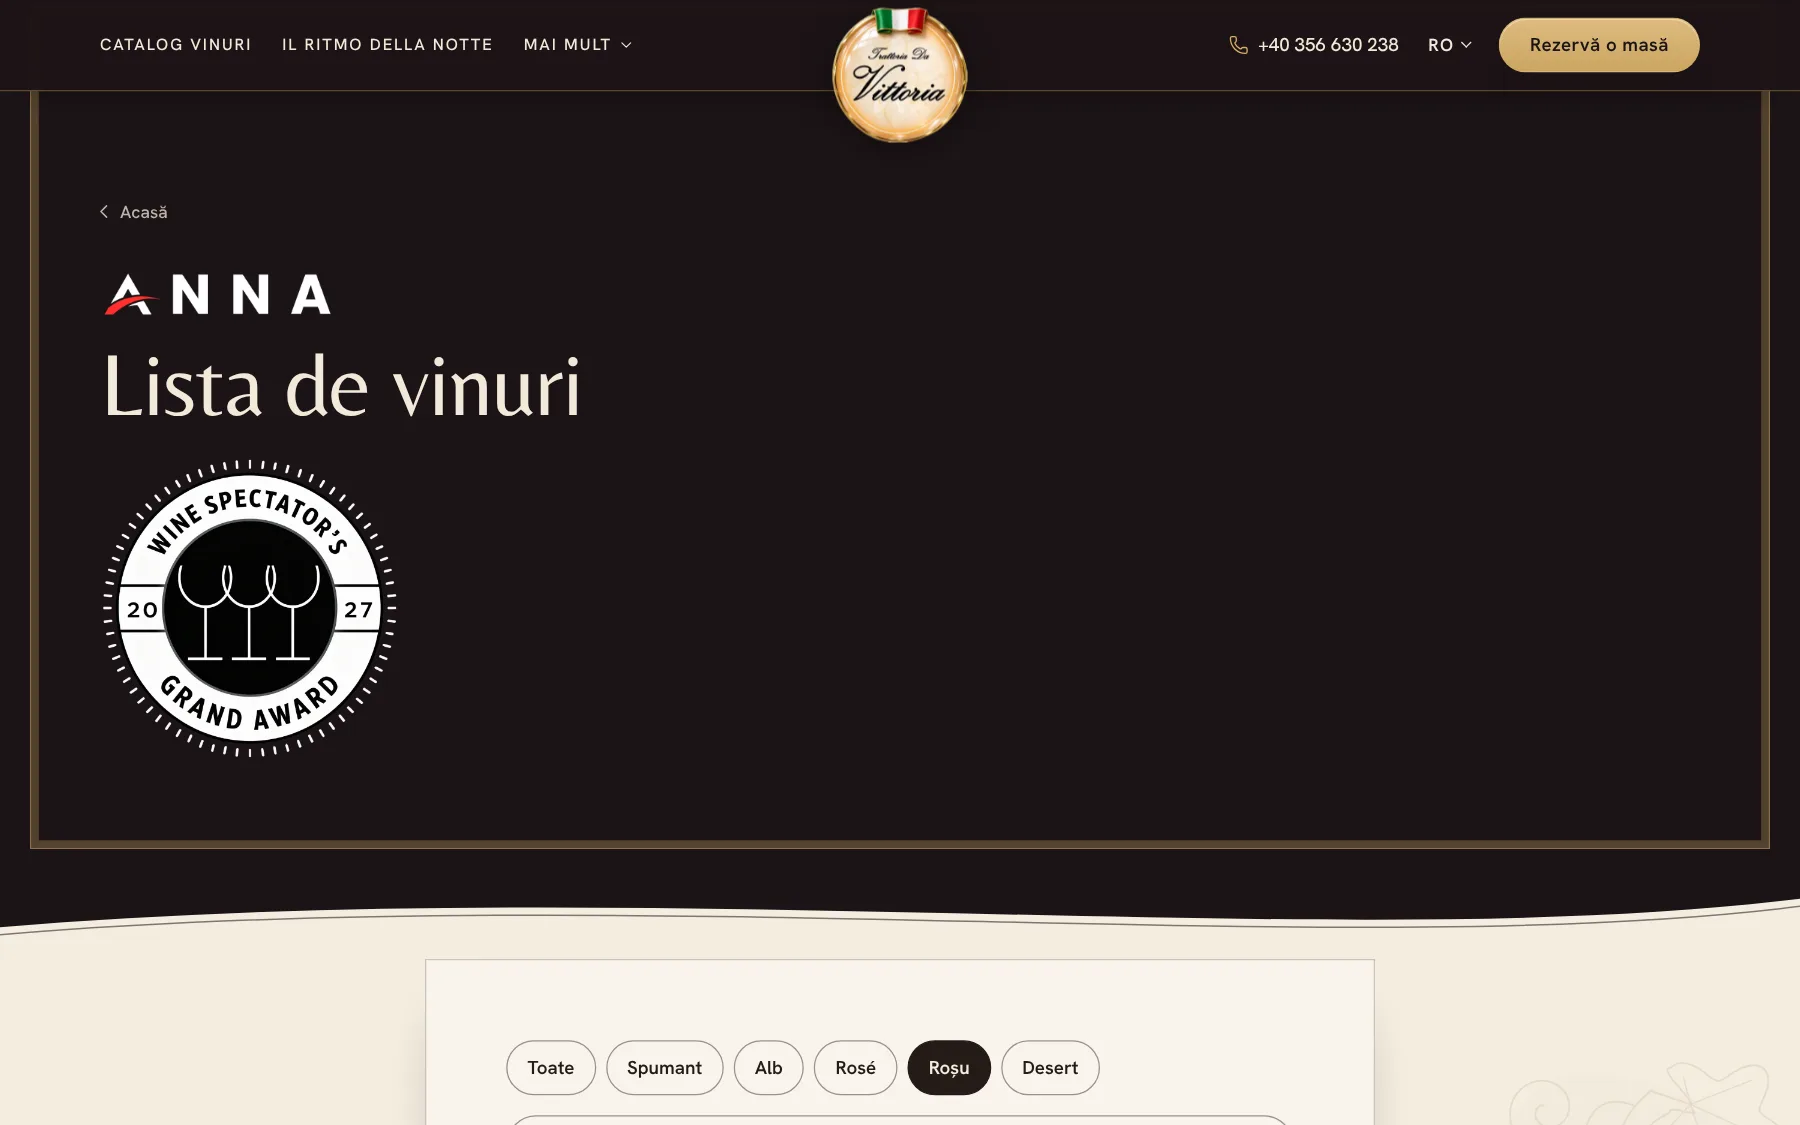 CATALOG VINURI
IL RITMO DELLA NOTTE
MAI MULT
Trattoria Da
Vittoria
+40 356 630 238
RO
Rezervă o masă
Acasă
ANNA
Lista de vinuri
WINE SPECTATOR'S
20 27
GRAND AWARD
Toate
Spumant
Alb
Rosé
Roșu
Desert